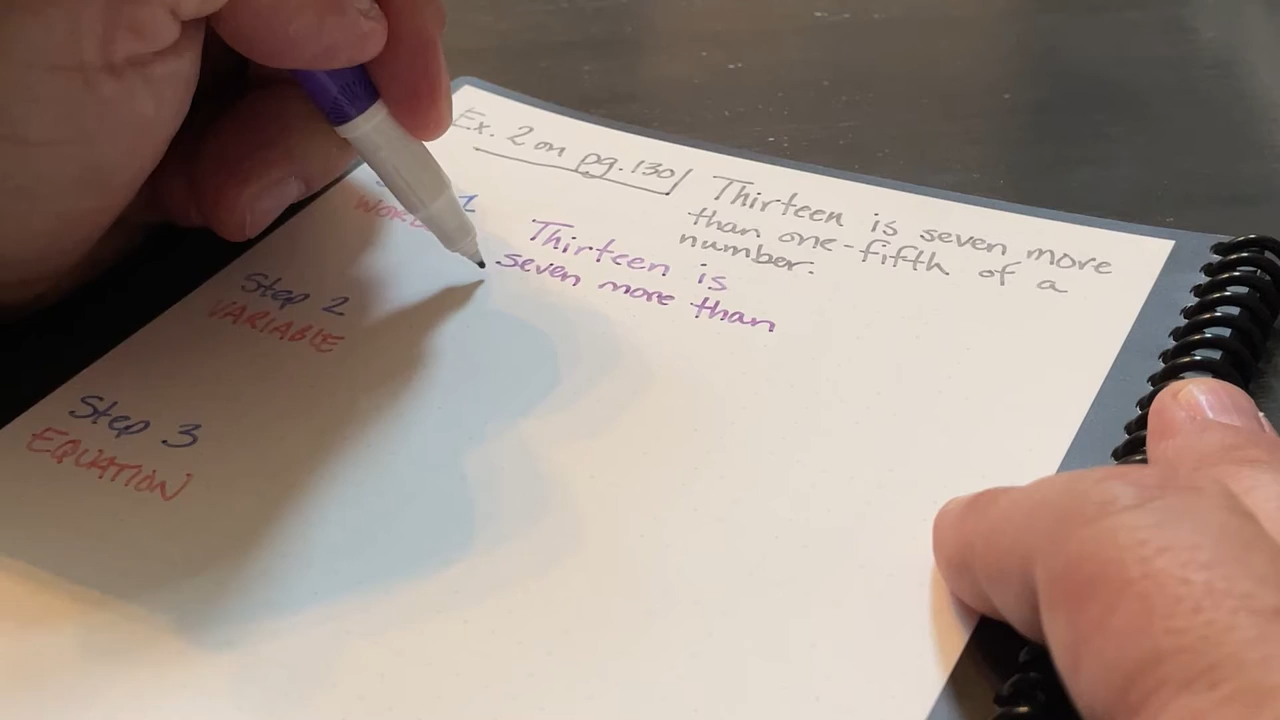 Ex. 2 on pg. 130
Thirteen is seven more
than one-fifth of a
number.
1
Thirteen is
seven more than
Step 2
VARIABLE
Step 3
EQUATION